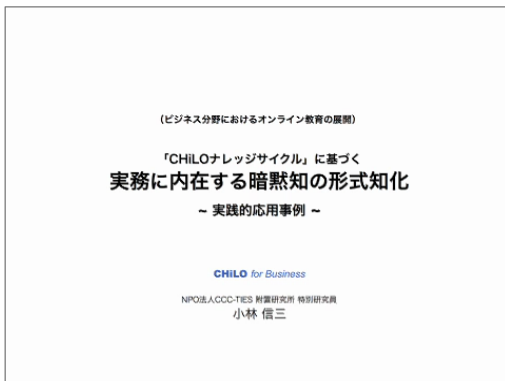 （ビジネス分野におけるオンライン教育の展開）
「CHiLOナレッジサイクル」に基づく
実務に内在する暗黙知の形式知化
~ 実践的応用事例 ~
CHiLO for Business
NPO法人CCC-TIES 附置研究所 特別研究員
小林 信三